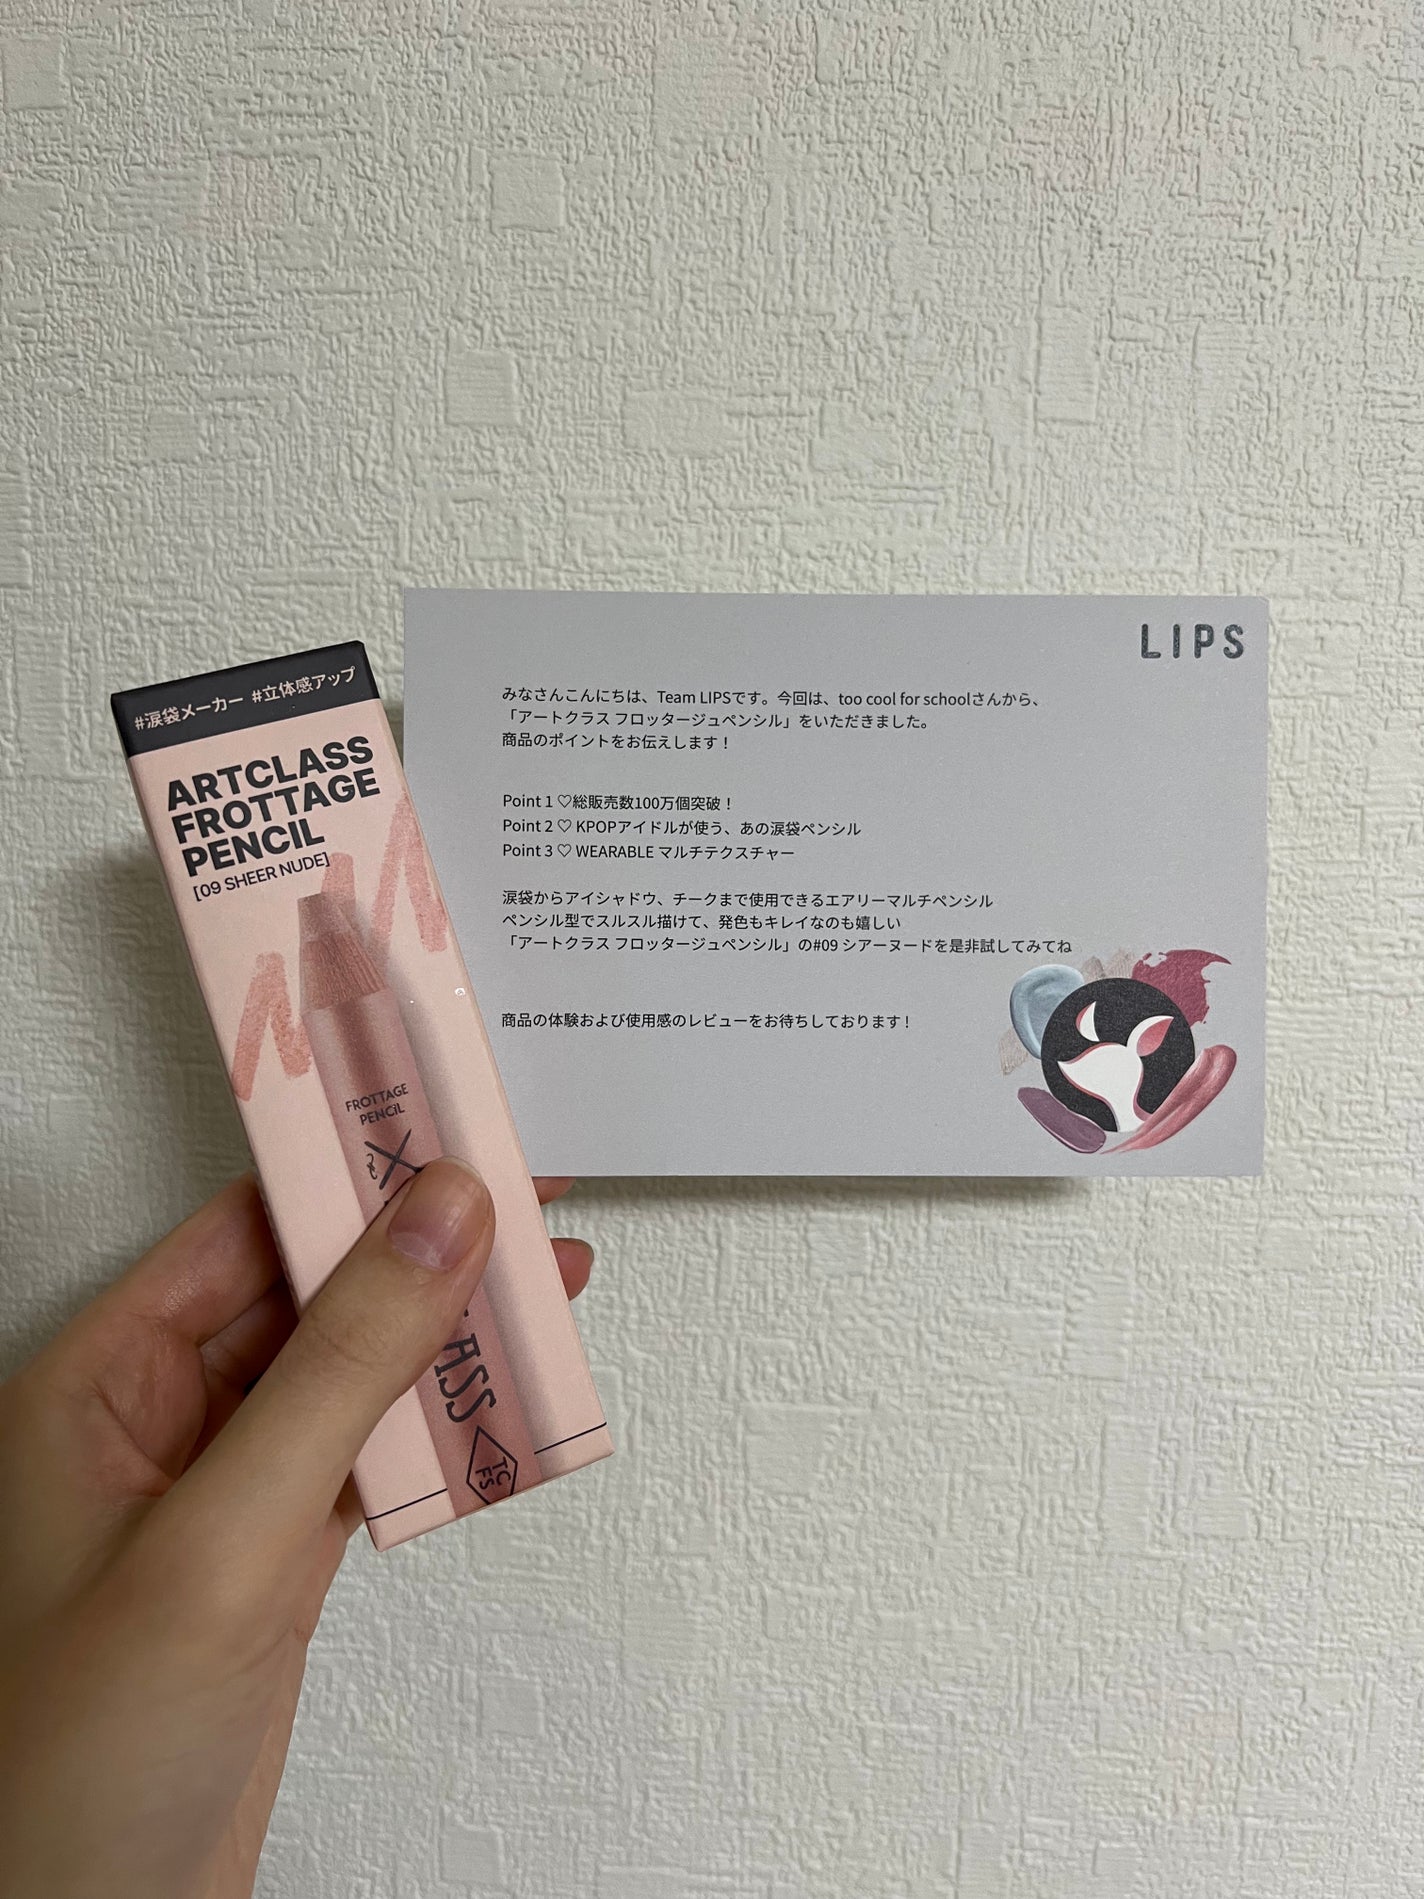 #涙袋メーカー #立体感アップ
ARTCLASS
FROTTAGE
PENCIL
[09 SHEER NUDE]
FROTTAGE
PENCIL
ASS
TC
FS
LIPS
みなさんこんにちは、Team LIPSです。今回は、too cool for schoolさんから、
「アートクラス フロッタージュペンシル」をいただきました。
商品のポイントをお伝えします！
Point 1 ♡総販売数100万個突破！
Point 2 ♡ KPOPアイドルが使う、あの涙袋ペンシル
Point 3 ♡ WEARABLE マルチテクスチャー
涙袋からアイシャドウ、チークまで使用できるエアリーマルチペンシル
ペンシル型でスルスル描けて、発色もキレイなのも嬉しい
「アートクラス フロッタージュペンシル」の#09 シアーヌードを是非試してみてね
商品の体験および使用感のレビューをお待ちしております！